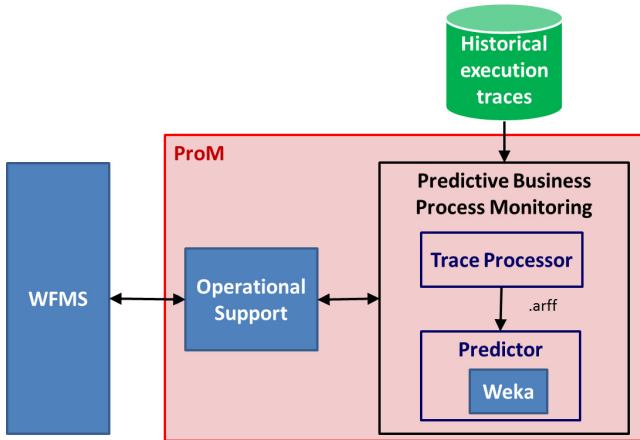 Historical
execution
traces
ProM
Predictive Business
Process Monitoring
Trace Processor
WFMS
Operational
Support
.arff
Predictor
Weka